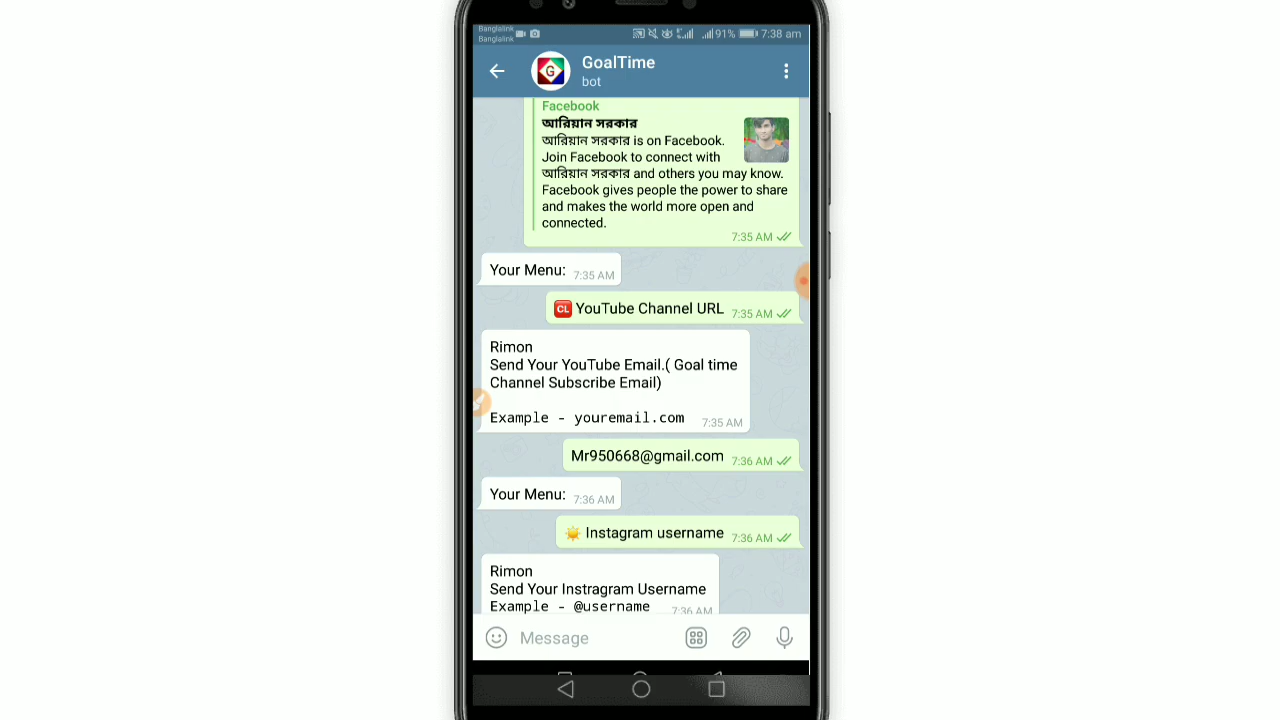 Banglalink
Banglalink
91% 7:38 am
G
GoalTime
bot
Facebook
আরিয়ান সরকার
আরিয়ান সরকার is on Facebook.
Join Facebook to connect with
আরিয়ান সরকার and others you may know.
Facebook gives people the power to share
and makes the world more open and
connected.
7:35 AM
Your Menu: 7:35 AM
CL YouTube Channel URL 7:35 AM
Rimon
Send Your YouTube Email.( Goal time
Channel Subscribe Email)
Example - youremail.com 7:35 AM
Mr950668@gmail.com 7:36 AM
Your Menu: 7:36 AM
Instagram username 7:36 AM
Rimon
Send Your Instragram Username
Example - @username 7:36 AM
Message